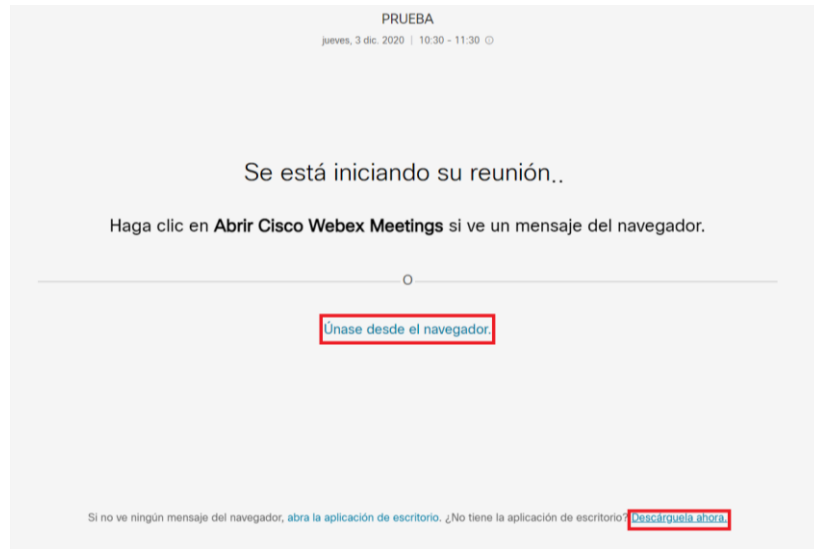 PRUEBA
jueves, 3 dic. 2020 | 10:30 - 11:30
Se está iniciando su reunión..
Haga clic en Abrir Cisco Webex Meetings si ve un mensaje del navegador.
O
Únase desde el navegador.
Si no ve ningún mensaje del navegador, abra la aplicación de escritorio. ¿No tiene la aplicación de escritorio? Descárguela ahora.